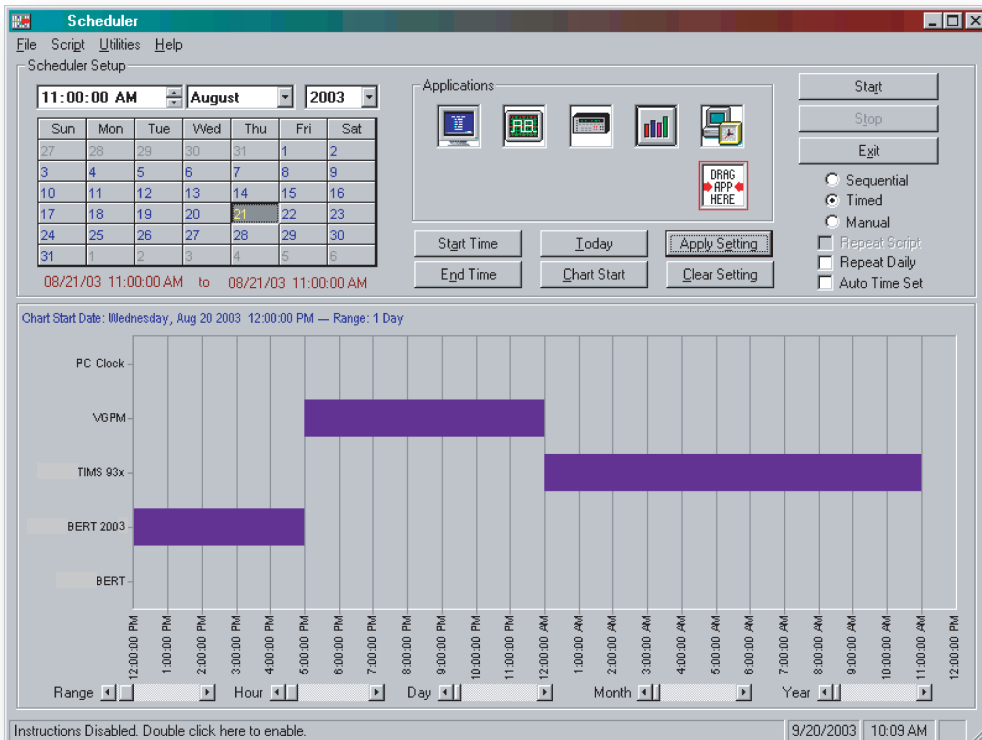 Scheduler
File Script Utilities Help
Scheduler Setup
11:00:00 AM August 2003
Sun Mon Tue Wed Thu Fri Sat
27 28 29 30 31 1 2
3 4 5 6 7 8 9
10 11 12 13 14 15 16
17 18 19 20 21 22 23
24 25 26 27 28 29 30
31 1 2 3 4 5 6
08/21/03 11:00:00 AM to 08/21/03 11:00:00 AM
Applications
DRAG
APP
HERE
Start Time Today Apply Setting
End Time Chart Start Clear Setting
Start
Stop
Exit
Sequential
Timed
Manual
Repeat Script
Repeat Daily
Auto Time Set
Chart Start Date: Wednesday, Aug 20 2003 12:00:00 PM — Range: 1 Day
PC Clock
VGPM
TIMS 93x
BERT 2003
BERT
12:00:00 PM
1:00:00 PM
2:00:00 PM
3:00:00 PM
4:00:00 PM
5:00:00 PM
6:00:00 PM
7:00:00 PM
8:00:00 PM
9:00:00 PM
10:00:00 PM
11:00:00 PM
12:00:00 AM
1:00:00 AM
2:00:00 AM
3:00:00 AM
4:00:00 AM
5:00:00 AM
6:00:00 AM
7:00:00 AM
8:00:00 AM
9:00:00 AM
10:00:00 AM
11:00:00 AM
12:00:00 PM
Range Hour Day Month Year
Instructions Disabled. Double click here to enable. 9/20/2003 10:09 AM